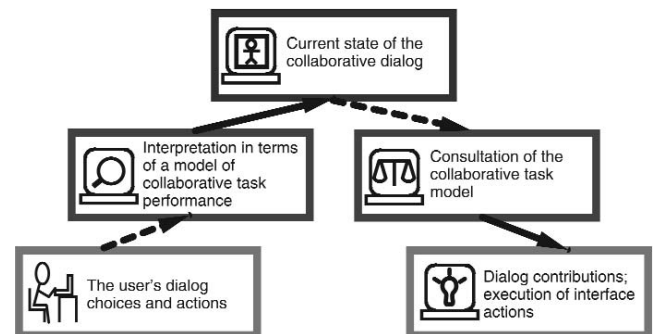 Current state of the
collaborative dialog
Interpretation in terms
of a model of
collaborative task
performance
Consultation of the
collaborative task
model
The user's dialog
choices and actions
Dialog contributions;
execution of interface
actions